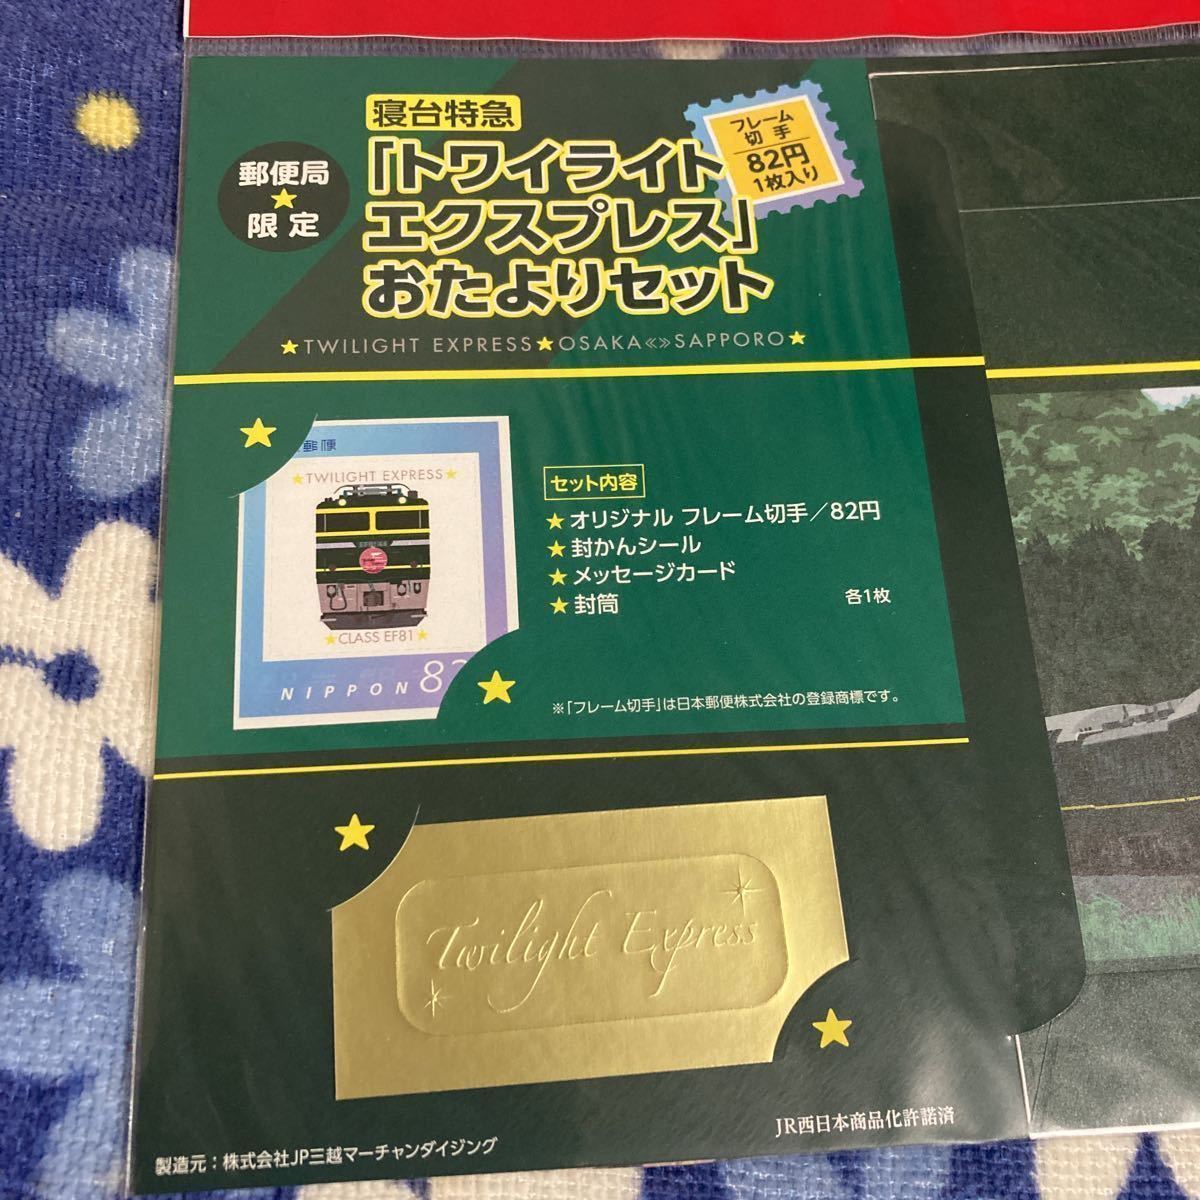 寝台特急
郵便局
★
限定
「トワイライト
エクスプレス」
おたよりセット
フレーム
切手
82円
1枚入り
★TWILIGHT EXPRESS★OSAKA«»SAPPORO★
郵便
★TWILIGHT EXPRESS★
★CLASS EF81★
NIPPON 82
セット内容
★オリジナル フレーム切手／82円
★封かんシール
★メッセージカード
★封筒 各1枚
※「フレーム切手」は日本郵便株式会社の登録商標です。
Twilight Express
JR西日本商品化許諾済
製造元：株式会社JP三越マーチャンダイジング